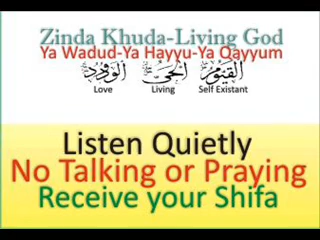 Zinda Khuda-Living God
Ya Wadud-Ya Hayyu-Ya Qayyum
الودود الحي القيوم
Love Living Self Existant
Listen Quietly
No Talking or Praying
Receive your Shifa